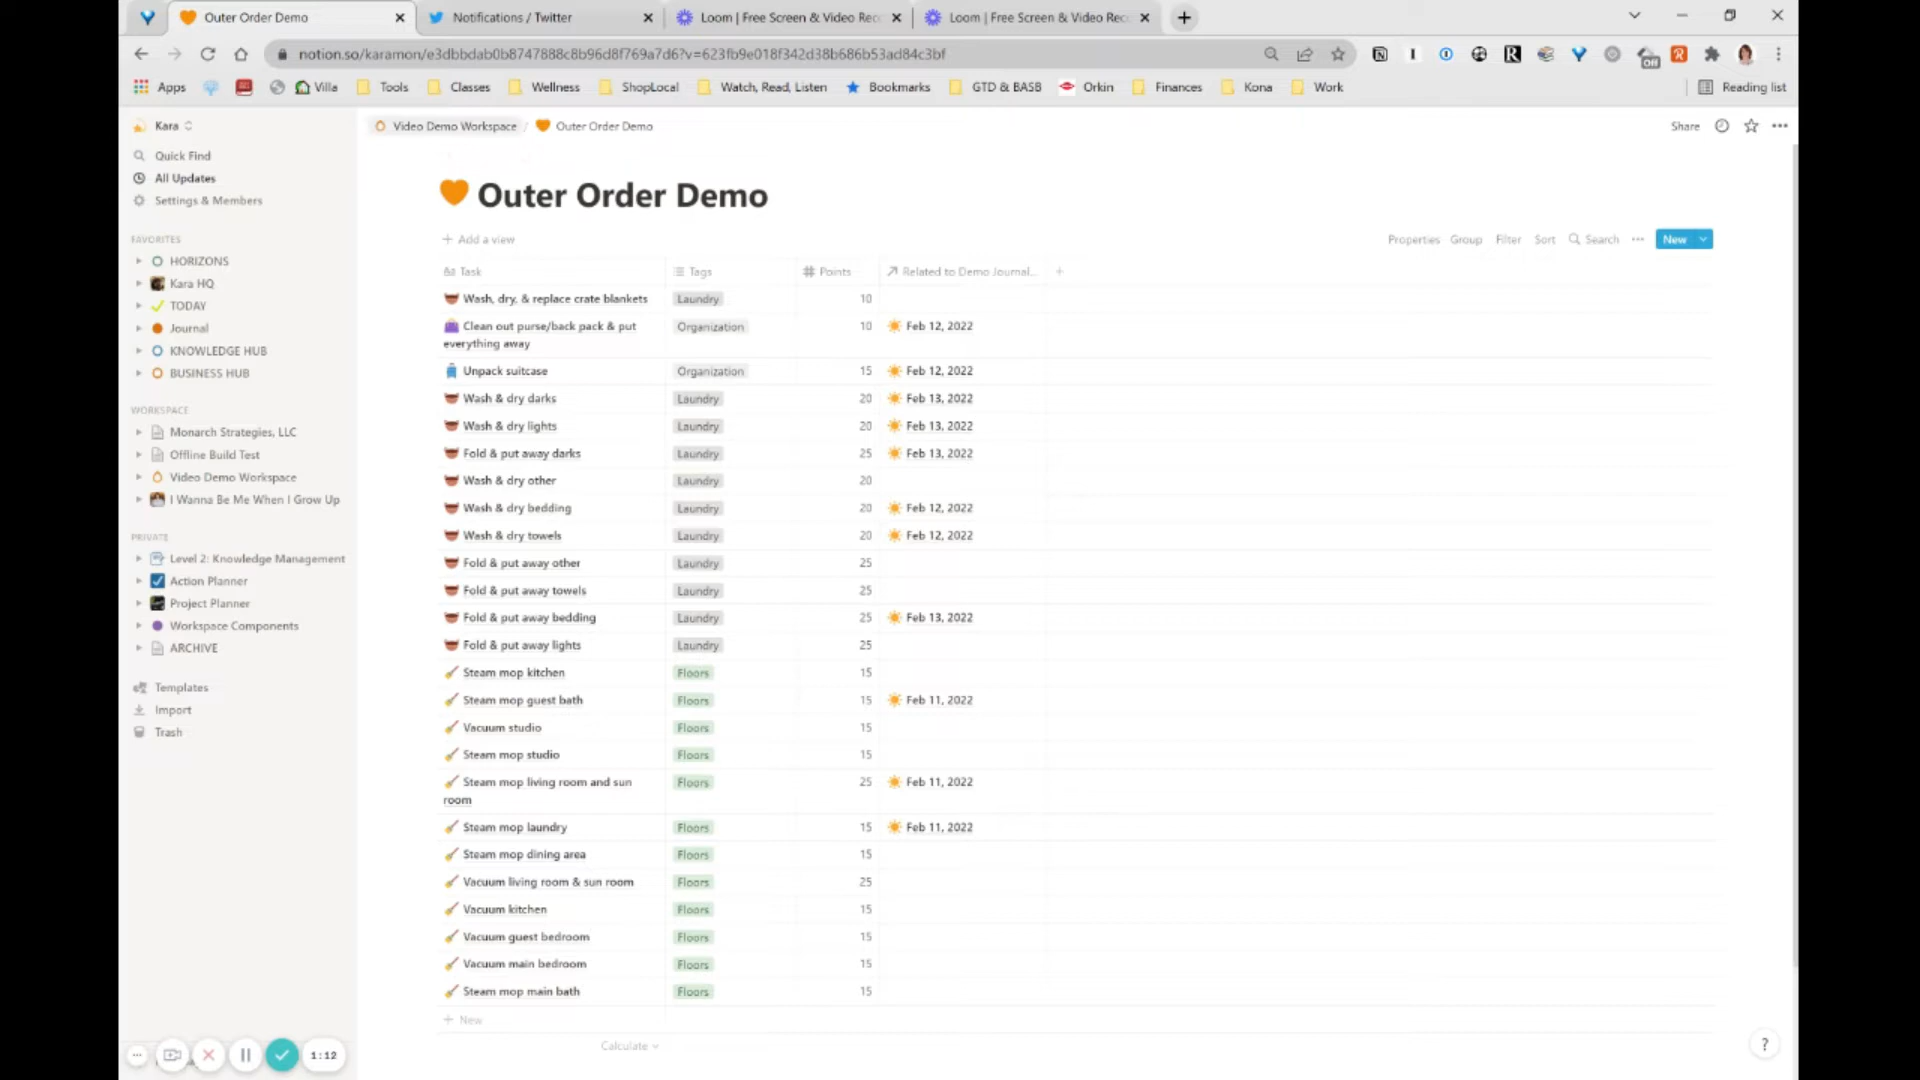 Outer Order Demo
Notifications / Twitter
Loom | Free Screen & Video Rec
Loom | Free Screen & Video Rec
notion.so/karamon/e3dbbdab0b8747888c8b96d8f769a7d6?v=623fb9e018f342d38b686b53ad84c3bf
Off
Apps
Villa
Tools
Classes
Wellness
ShopLocal
Watch, Read, Listen
Bookmarks
GTD & BASB
Orkin
Finances
Kona
Work
Reading list
Kara
Quick Find
All Updates
Settings & Members
FAVORITES
HORIZONS
Kara HQ
TODAY
Journal
KNOWLEDGE HUB
BUSINESS HUB
WORKSPACE
Monarch Strategies, LLC
Offline Build Test
Video Demo Workspace
I Wanna Be Me When I Grow Up
PRIVATE
Level 2: Knowledge Management
Action Planner
Project Planner
Workspace Components
ARCHIVE
Templates
Import
Trash
1:12
Video Demo Workspace / Outer Order Demo
Share
Outer Order Demo
+ Add a view
Properties Group Filter Sort Search ••• New
Task Tags Points Related to Demo Journal... +
Wash, dry, & replace crate blankets Laundry 10
Clean out purse/back pack & put Organization 10 Feb 12, 2022
everything away
Unpack suitcase Organization 15 Feb 12, 2022
Wash & dry darks Laundry 20 Feb 13, 2022
Wash & dry lights Laundry 20 Feb 13, 2022
Fold & put away darks Laundry 25 Feb 13, 2022
Wash & dry other Laundry 20
Wash & dry bedding Laundry 20 Feb 12, 2022
Wash & dry towels Laundry 20 Feb 12, 2022
Fold & put away other Laundry 25
Fold & put away towels Laundry 25
Fold & put away bedding Laundry 25 Feb 13, 2022
Fold & put away lights Laundry 25
Steam mop kitchen Floors 15
Steam mop guest bath Floors 15 Feb 11, 2022
Vacuum studio Floors 15
Steam mop studio Floors 15
Steam mop living room and sun Floors 25 Feb 11, 2022
room
Steam mop laundry Floors 15 Feb 11, 2022
Steam mop dining area Floors 15
Vacuum living room & sun room Floors 25
Vacuum kitchen Floors 15
Vacuum guest bedroom Floors 15
Vacuum main bedroom Floors 15
Steam mop main bath Floors 15
+ New
Calculate
?